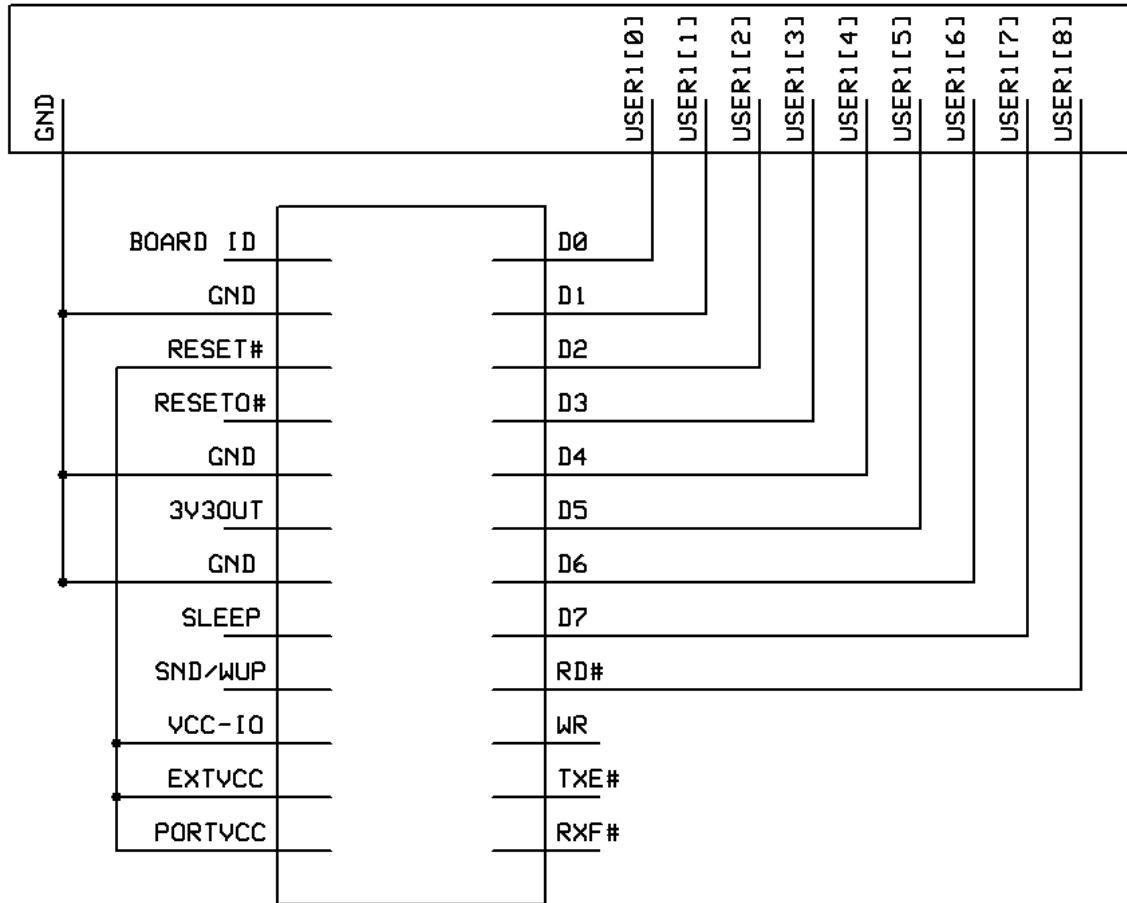 GND
USER1[0]
USER1[1]
USER1[2]
USER1[3]
USER1[4]
USER1[5]
USER1[6]
USER1[7]
USER1[8]
BOARD ID
D0
GND
D1
RESET#
D2
RESETO#
D3
GND
D4
3V3OUT
D5
GND
D6
SLEEP
D7
SND/WUP
RD#
VCC-IO
WR
EXTVCC
TXE#
PORTVCC
RXF#